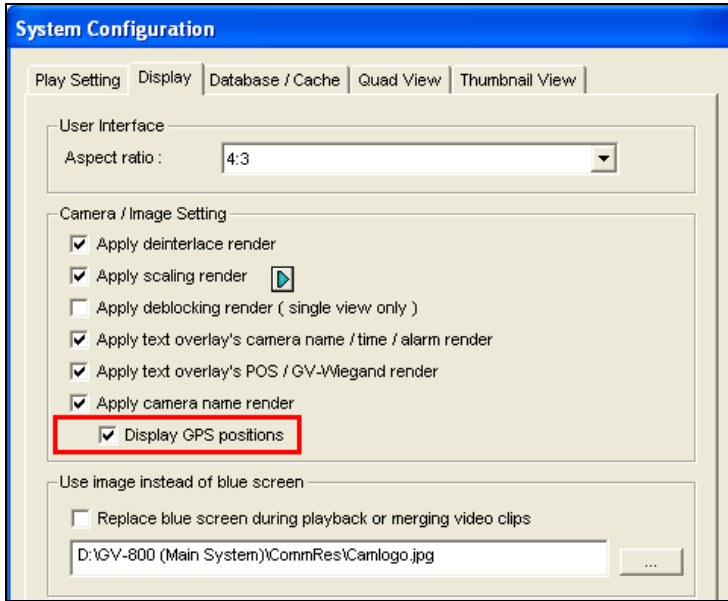 System Configuration
Play Setting Display Database / Cache Quad View Thumbnail View
User Interface
Aspect ratio : 4:3
Camera / Image Setting
Apply deinterlace render
Apply scaling render
Apply deblocking render ( single view only )
Apply text overlay's camera name / time / alarm render
Apply text overlay's POS / GV-Wiegand render
Apply camera name render
Display GPS positions
Use image instead of blue screen
Replace blue screen during playback or merging video clips
D:\GV-800 (Main System)\CommRes\Camlogo.jpg ...